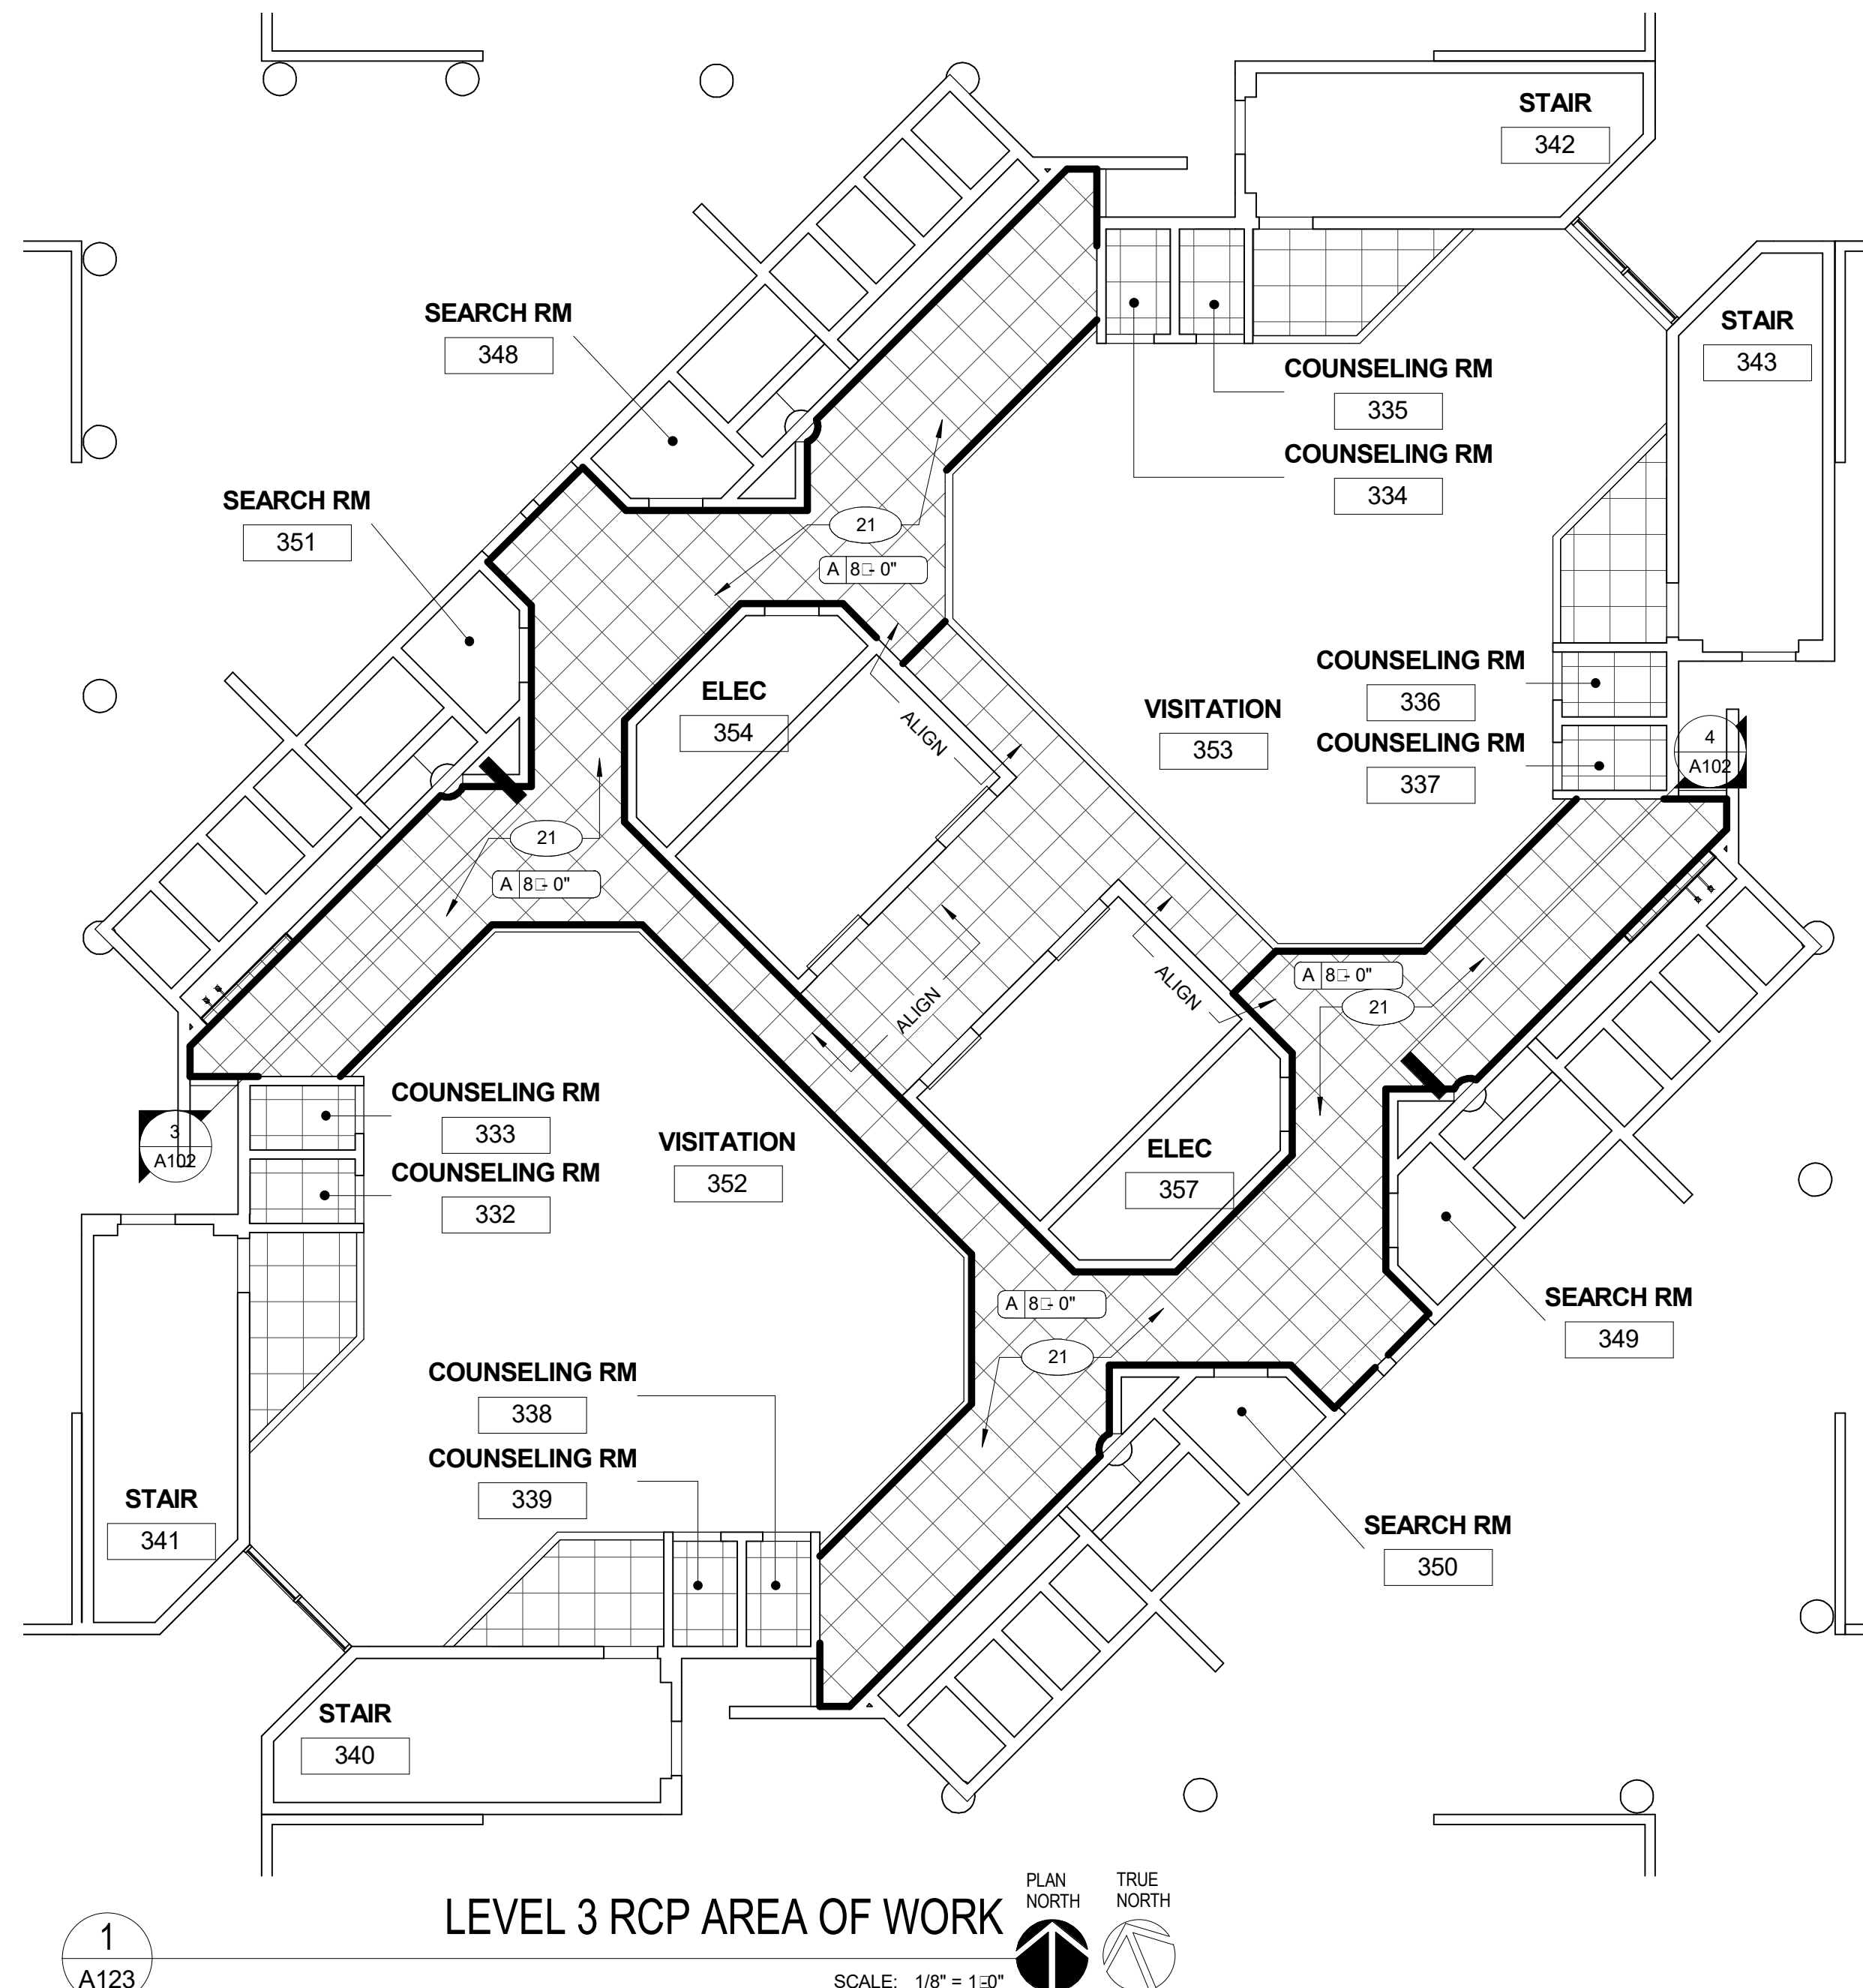 STAIR
342
SEARCH RM
348
STAIR
343
COUNSELING RM
335
COUNSELING RM
334
SEARCH RM
351
21
A 8□- 0"
COUNSELING RM
336
ELEC
354
ALIGN
VISITATION
353
COUNSELING RM
337
4
A102
21
A 8□- 0"
ALIGN
ALIGN
A 8□- 0"
21
COUNSELING RM
333
3
A102
COUNSELING RM
332
VISITATION
352
ELEC
357
A 8□- 0"
21
SEARCH RM
349
COUNSELING RM
338
COUNSELING RM
339
STAIR
341
SEARCH RM
350
STAIR
340
PLAN
NORTH
TRUE
NORTH
LEVEL 3 RCP AREA OF WORK
1
A123
SCALE: 1/8" = 1□-0"